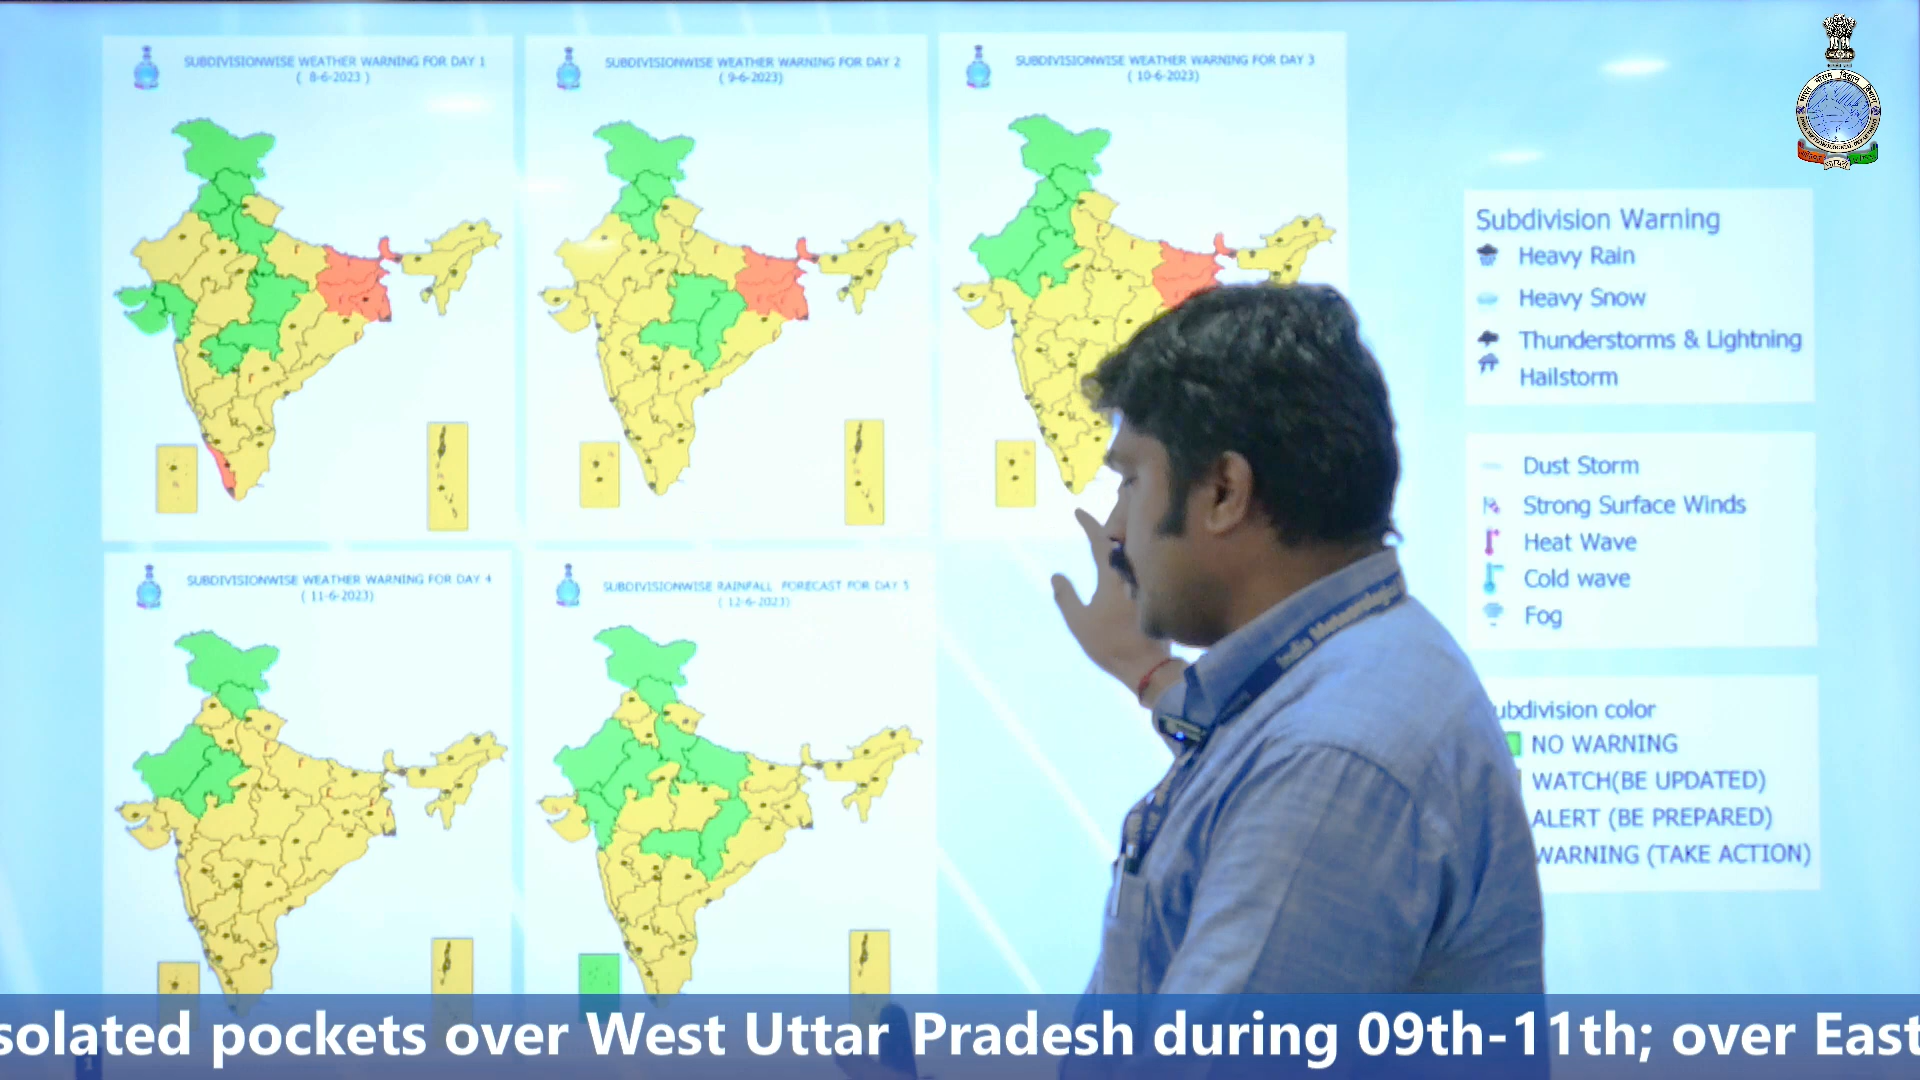 SUBDIVISIONWISE WEATHER WARNING FOR DAY 1
( 8-6-2023 )
SUBDIVISIONWISE WEATHER WARNING FOR DAY 2
( 9-6-2023)
SUBDIVISIONWISE WEATHER WARNING FOR DAY 3
( 10-6-2023)
SUBDIVISIONWISE WEATHER WARNING FOR DAY 4
( 11-6-2023)
SUBDIVISIONWISE RAINFALL FORECAST FOR DAY 5
( 12-6-2023)
Subdivision Warning
Heavy Rain
Heavy Snow
Thunderstorms & Lightning
Hailstorm
Dust Storm
Strong Surface Winds
Heat Wave
Cold wave
Fog
ubdivision color
NO WARNING
WATCH(BE UPDATED)
ALERT (BE PREPARED)
WARNING (TAKE ACTION)
भारत मौसम विज्ञान विभाग
India
solated pockets over West Uttar Pradesh during 09th-11th; over East